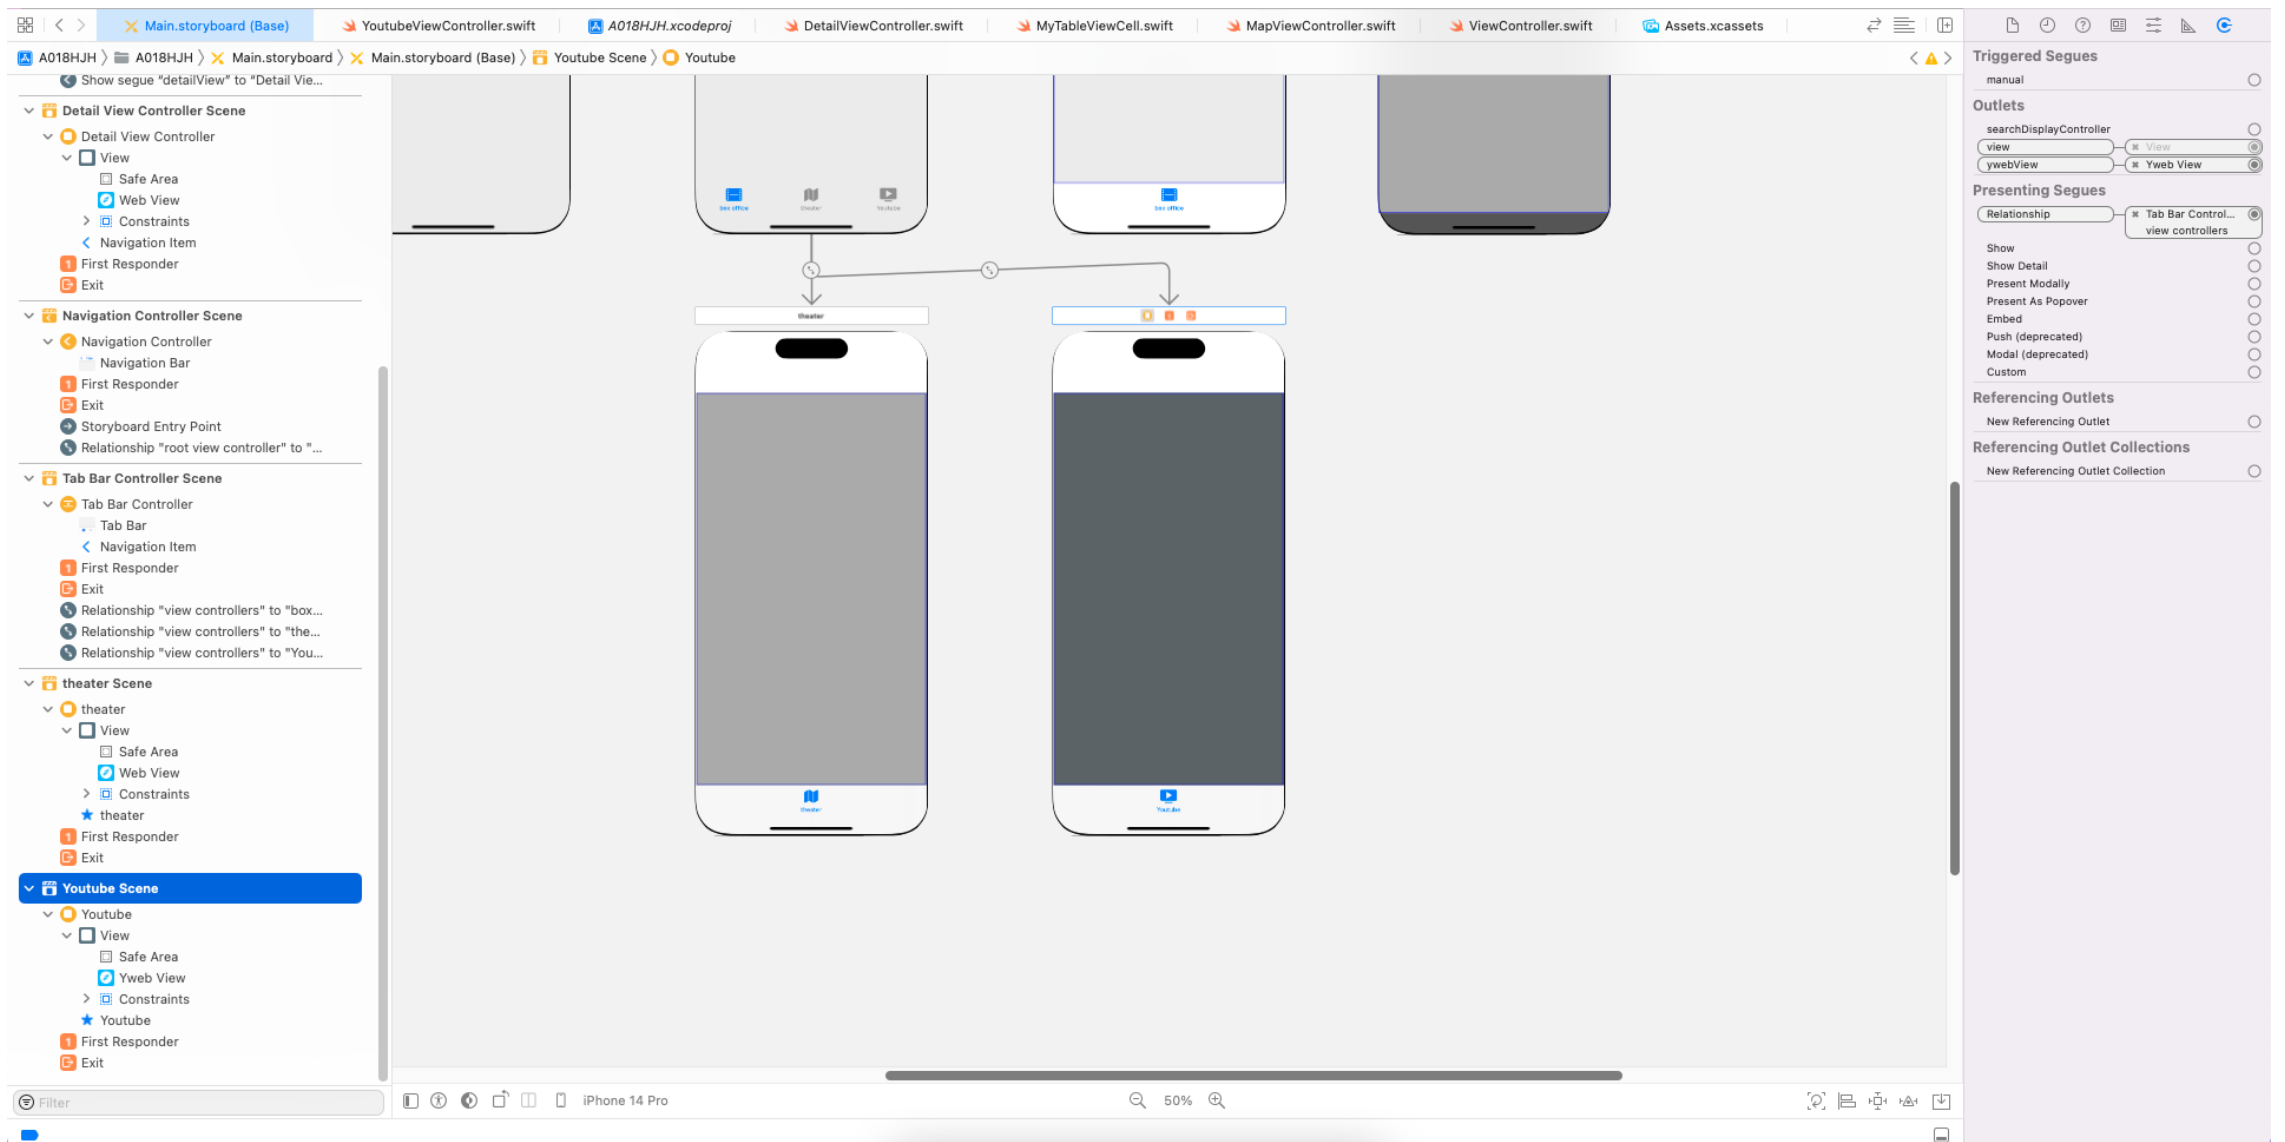 Main.storyboard (Base)
YoutubeViewController.swift
A018HJH.xcodeproj
DetailViewController.swift
MyTableViewCell.swift
MapViewController.swift
ViewController.swift
Assets.xcassets
A018HJH
A018HJH
Main.storyboard
Main.storyboard (Base)
Youtube Scene
Youtube
Show segue "detailView" to "Detail Vie...
Detail View Controller Scene
Detail View Controller
View
Safe Area
Web View
Constraints
Navigation Item
First Responder
Exit
Navigation Controller Scene
Navigation Controller
Navigation Bar
First Responder
Exit
Storyboard Entry Point
Relationship "root view controller" to "...
Tab Bar Controller Scene
Tab Bar Controller
Tab Bar
Navigation Item
First Responder
Exit
Relationship "view controllers" to "box...
Relationship "view controllers" to "the...
Relationship "view controllers" to "You...
theater Scene
theater
View
Safe Area
Web View
Constraints
theater
First Responder
Exit
Youtube Scene
Youtube
View
Safe Area
Yweb View
Constraints
Youtube
First Responder
Exit
Filter
box office
theater
Youtube
box office
theater
theater
Youtube
iPhone 14 Pro
50%
Triggered Segues
manual
Outlets
searchDisplayController
view
View
ywebView
Yweb View
Presenting Segues
Relationship
Tab Bar Control...
view controllers
Show
Show Detail
Present Modally
Present As Popover
Embed
Push (deprecated)
Modal (deprecated)
Custom
Referencing Outlets
New Referencing Outlet
Referencing Outlet Collections
New Referencing Outlet Collection